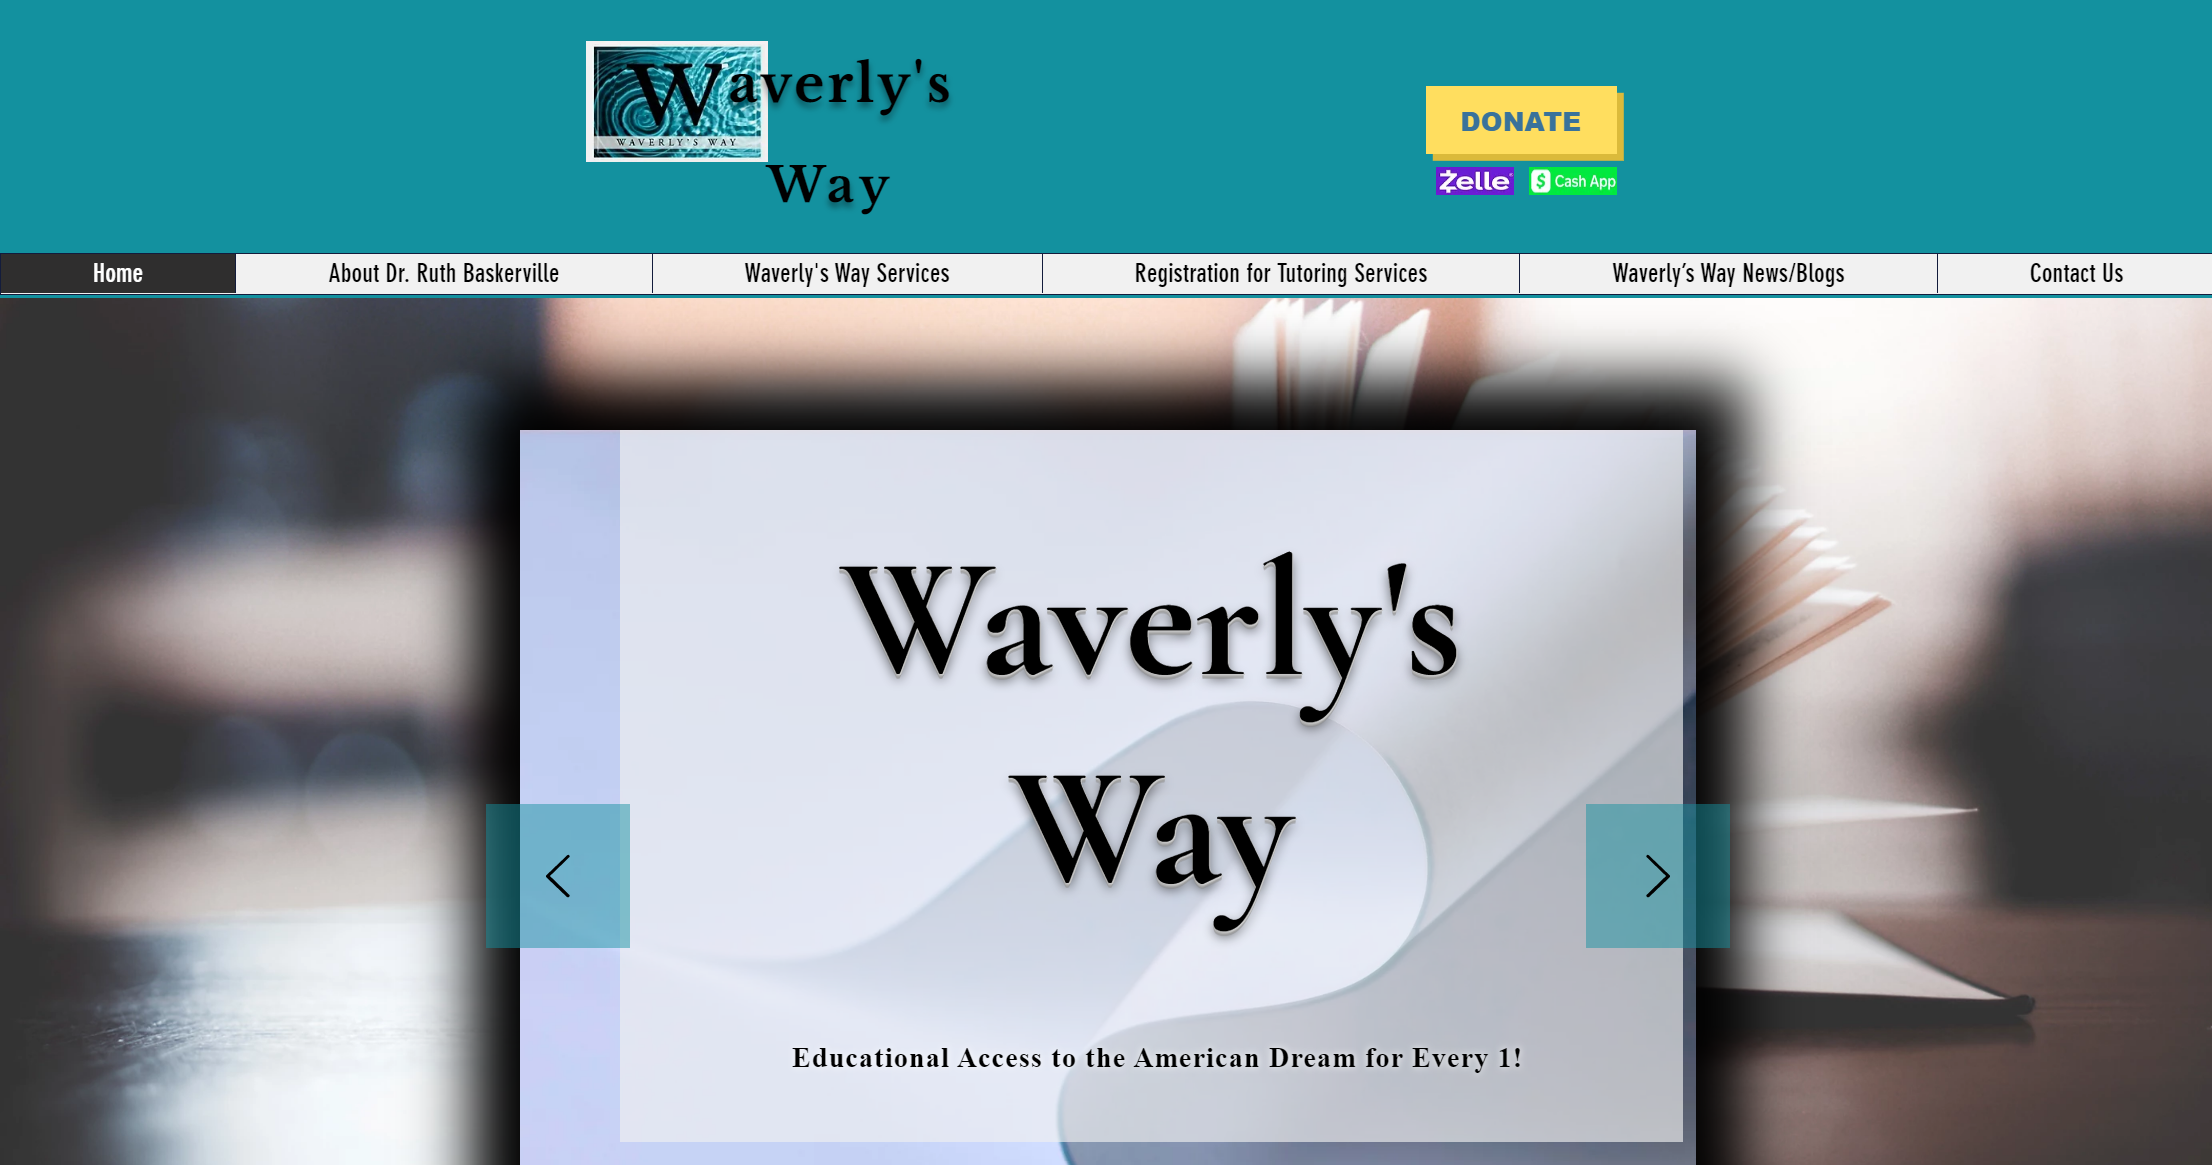 Waverly's
WAVERLY'S WAY
Way
DONATE
Zelle
$ Cash App
Home
About Dr. Ruth Baskerville
Waverly's Way Services
Registration for Tutoring Services
Waverly’s Way News/Blogs
Contact Us
Waverly's
Way
Educational Access to the American Dream for Every 1!